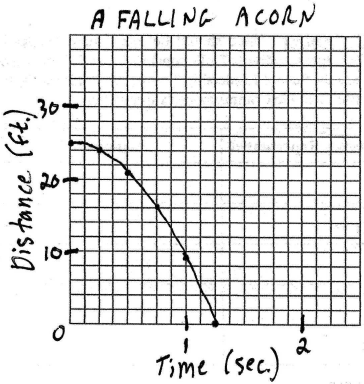 A FALLING ACORN
Distance (ft.)
30
20
10
0
1
2
Time (sec.)